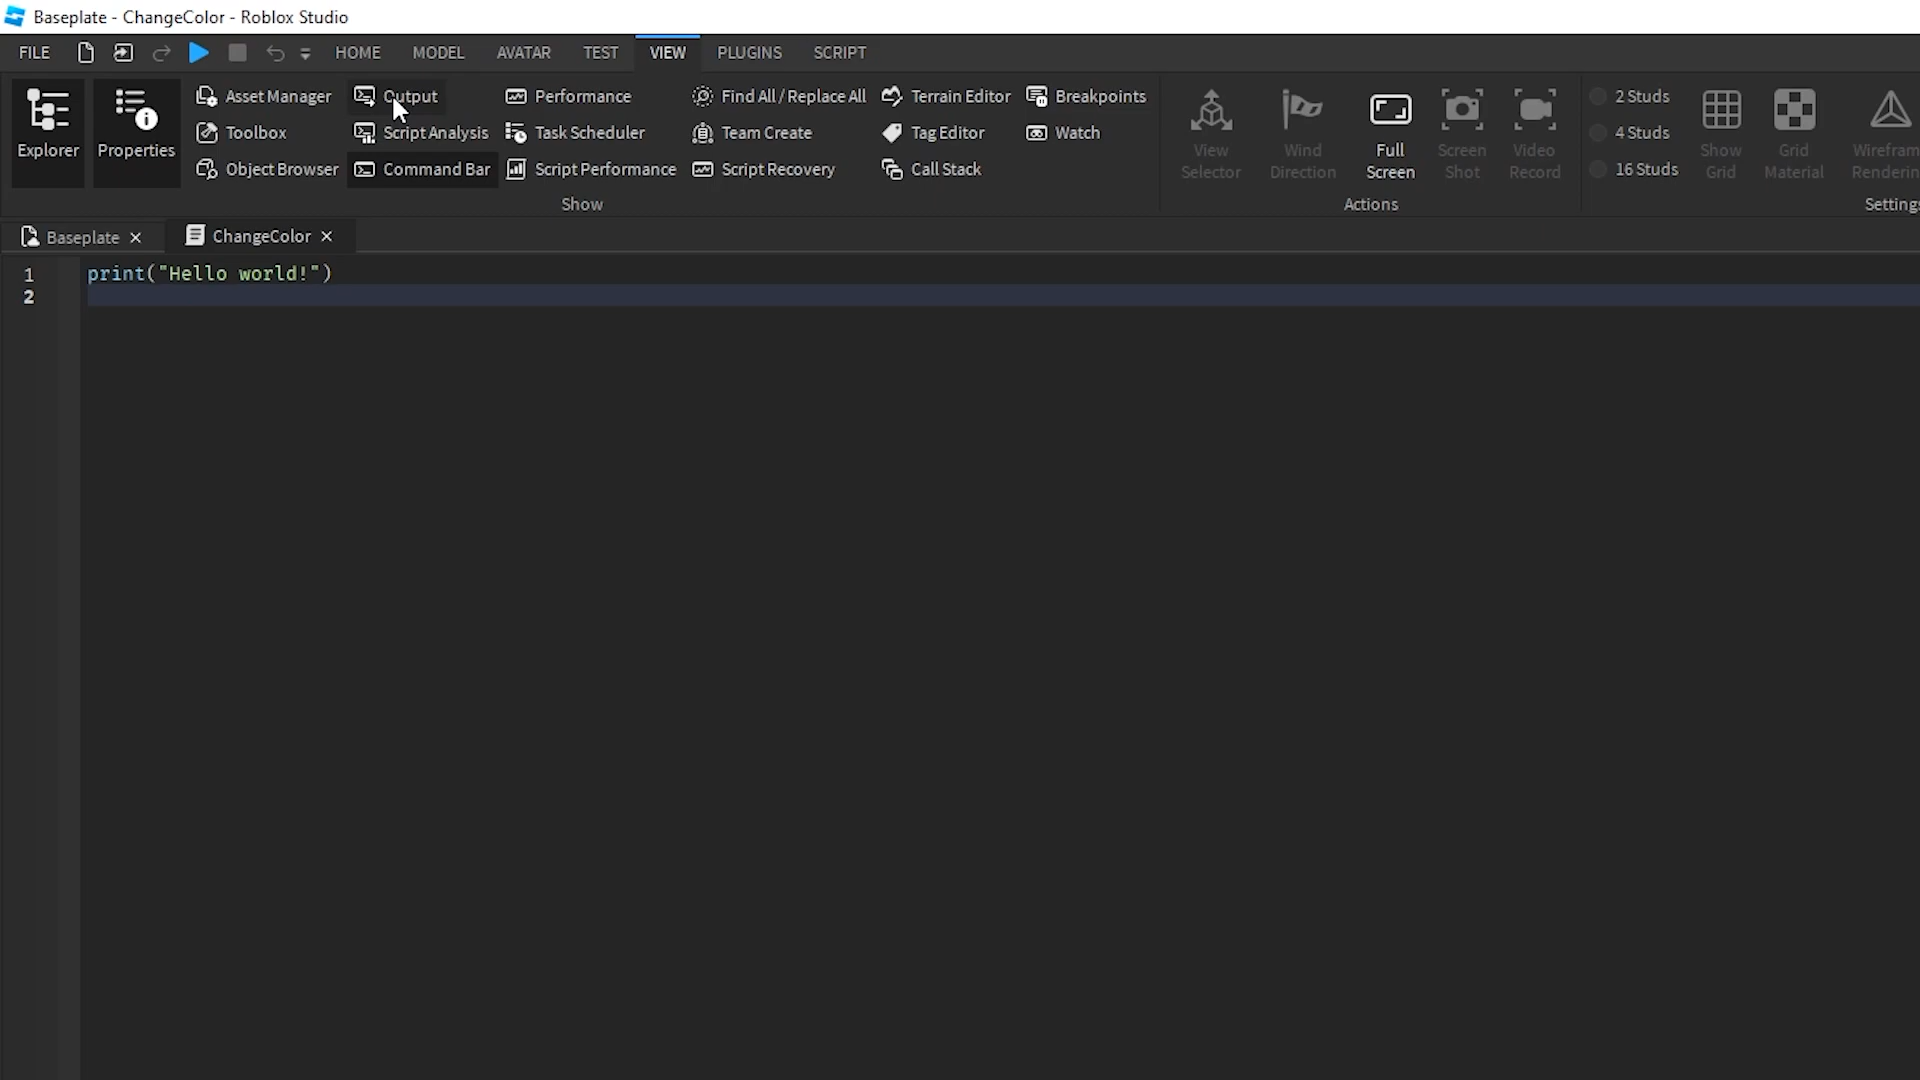 Baseplate - ChangeColor - Roblox Studio
FILE HOME MODEL AVATAR TEST VIEW PLUGINS SCRIPT
Explorer
Properties
Asset Manager
Toolbox
Object Browser
Output
Script Analysis
Command Bar
Performance
Task Scheduler
Script Performance
Find All / Replace All
Team Create
Script Recovery
Terrain Editor
Tag Editor
Call Stack
Breakpoints
Watch
Show
View
Selector
Wind
Direction
Full
Screen
Screen
Shot
Video
Record
Actions
2 Studs
4 Studs
16 Studs
Show
Grid
Grid
Material
Wirefram
Renderin
Settings
Baseplate
ChangeColor
1 print("Hello world!")
2